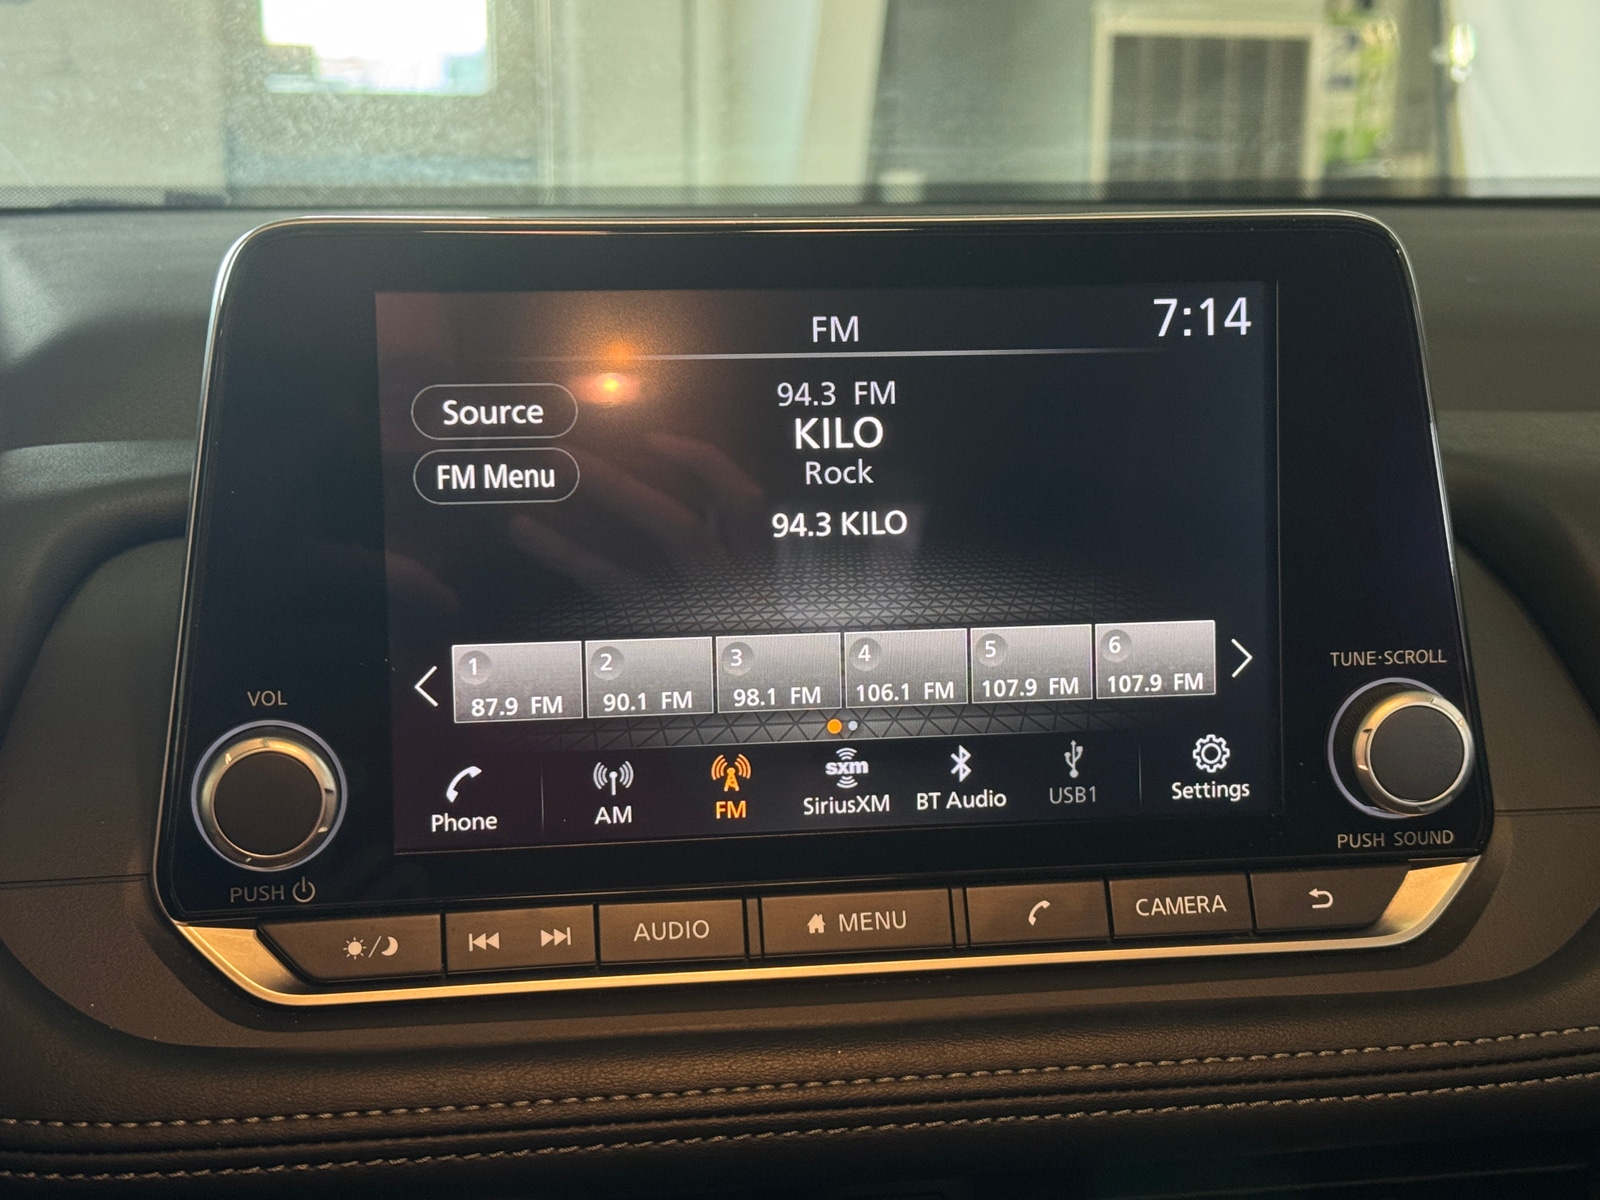 FM
7:14
94.3 FM
KILO
Rock
94.3 KILO
Source
FM Menu
1
87.9 FM
2
90.1 FM
3
98.1 FM
4
106.1 FM
5
107.9 FM
6
107.9 FM
Phone
AM
FM
sxm
SiriusXM
BT Audio
USB1
Settings
VOL
PUSH
TUNE·SCROLL
PUSH SOUND
AUDIO
MENU
CAMERA